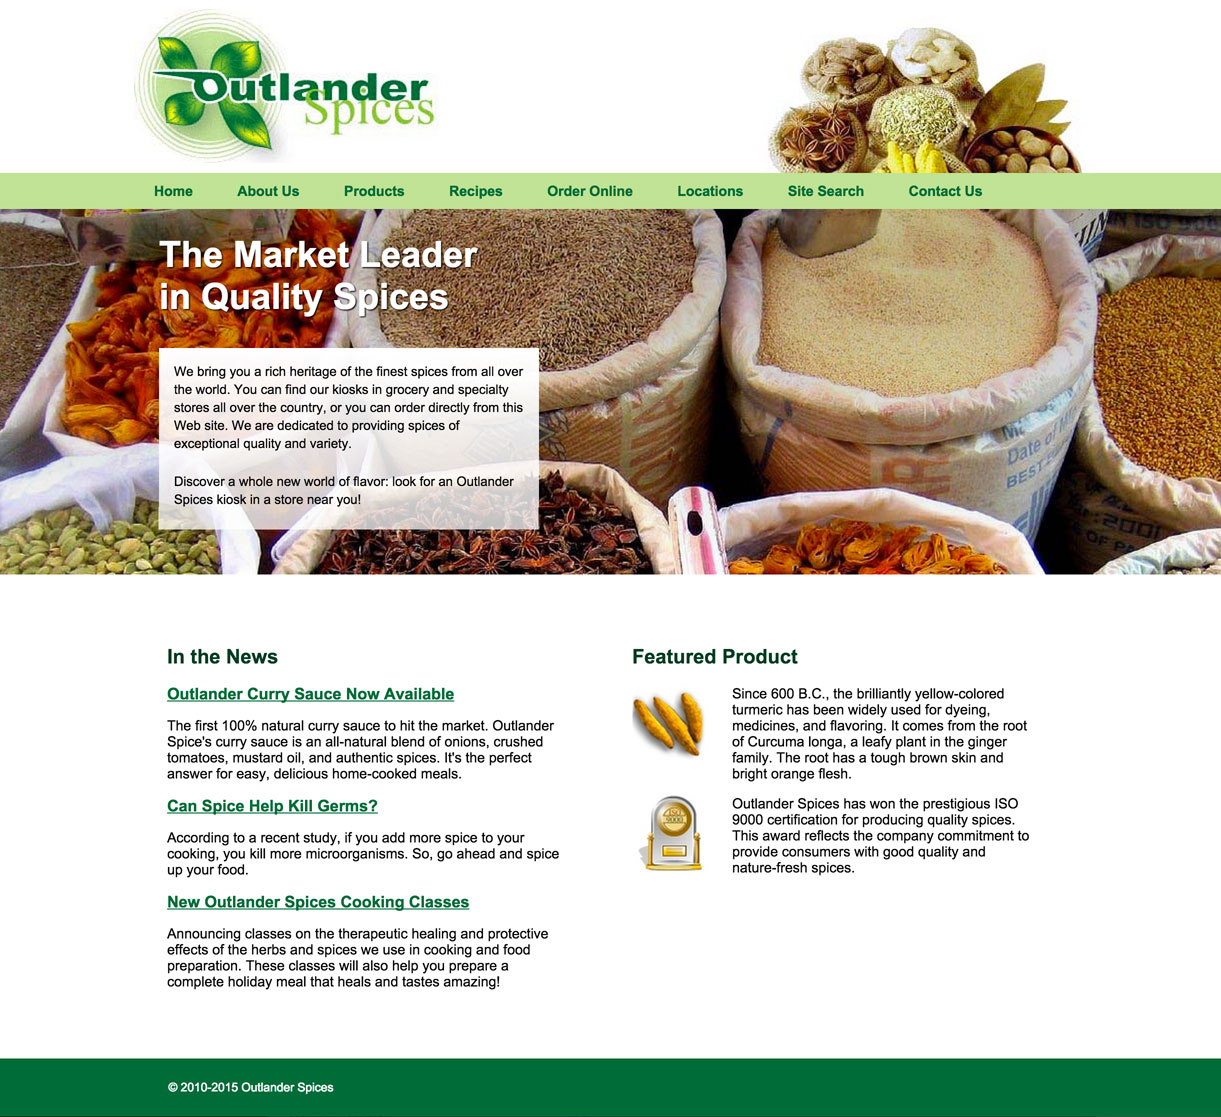 Outlander
Spices
Home About Us Products Recipes Order Online Locations Site Search Contact Us
The Market Leader
in Quality Spices
We bring you a rich heritage of the finest spices from all over
the world. You can find our kiosks in grocery and specialty
stores all over the country, or you can order directly from this
Web site. We are dedicated to providing spices of
exceptional quality and variety.
Discover a whole new world of flavor: look for an Outlander
Spices kiosk in a store near you!
In the News
Outlander Curry Sauce Now Available
The first 100% natural curry sauce to hit the market. Outlander
Spice's curry sauce is an all-natural blend of onions, crushed
tomatoes, mustard oil, and authentic spices. It's the perfect
answer for easy, delicious home-cooked meals.
Can Spice Help Kill Germs?
According to a recent study, if you add more spice to your
cooking, you kill more microorganisms. So, go ahead and spice
up your food.
New Outlander Spices Cooking Classes
Announcing classes on the therapeutic healing and protective
effects of the herbs and spices we use in cooking and food
preparation. These classes will also help you prepare a
complete holiday meal that heals and tastes amazing!
Featured Product
Since 600 B.C., the brilliantly yellow-colored
turmeric has been widely used for dyeing,
medicines, and flavoring. It comes from the root
of Curcuma longa, a leafy plant in the ginger
family. The root has a tough brown skin and
bright orange flesh.
ISO
9000
Outlander Spices has won the prestigious ISO
9000 certification for producing quality spices.
This award reflects the company commitment to
provide consumers with good quality and
nature-fresh spices.
© 2010-2015 Outlander Spices